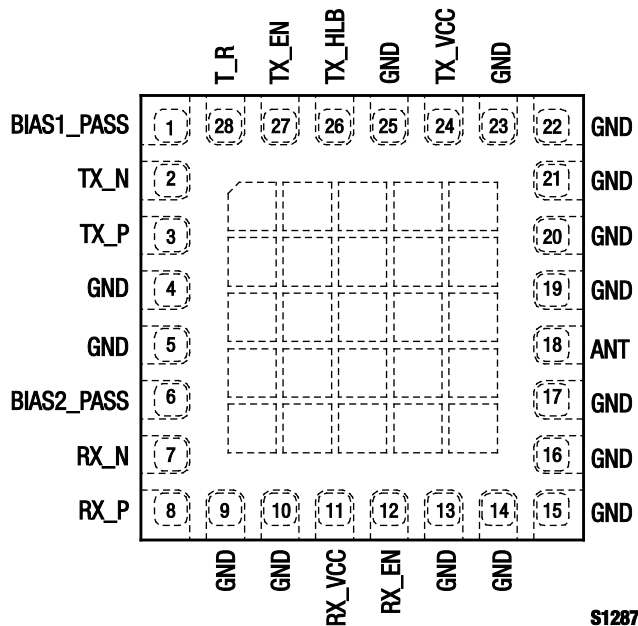 T_R TX_EN TX_HLB GND TX_VCC GND
BIAS1_PASS 1 28 27 26 25 24 23 22 GND
TX_N 2 21 GND
TX_P 3 20 GND
GND 4 19 GND
GND 5 18 ANT
BIAS2_PASS 6 17 GND
RX_N 7 16 GND
RX_P 8 9 10 11 12 13 14 15 GND
GND GND RX_VCC RX_EN GND GND
S1287